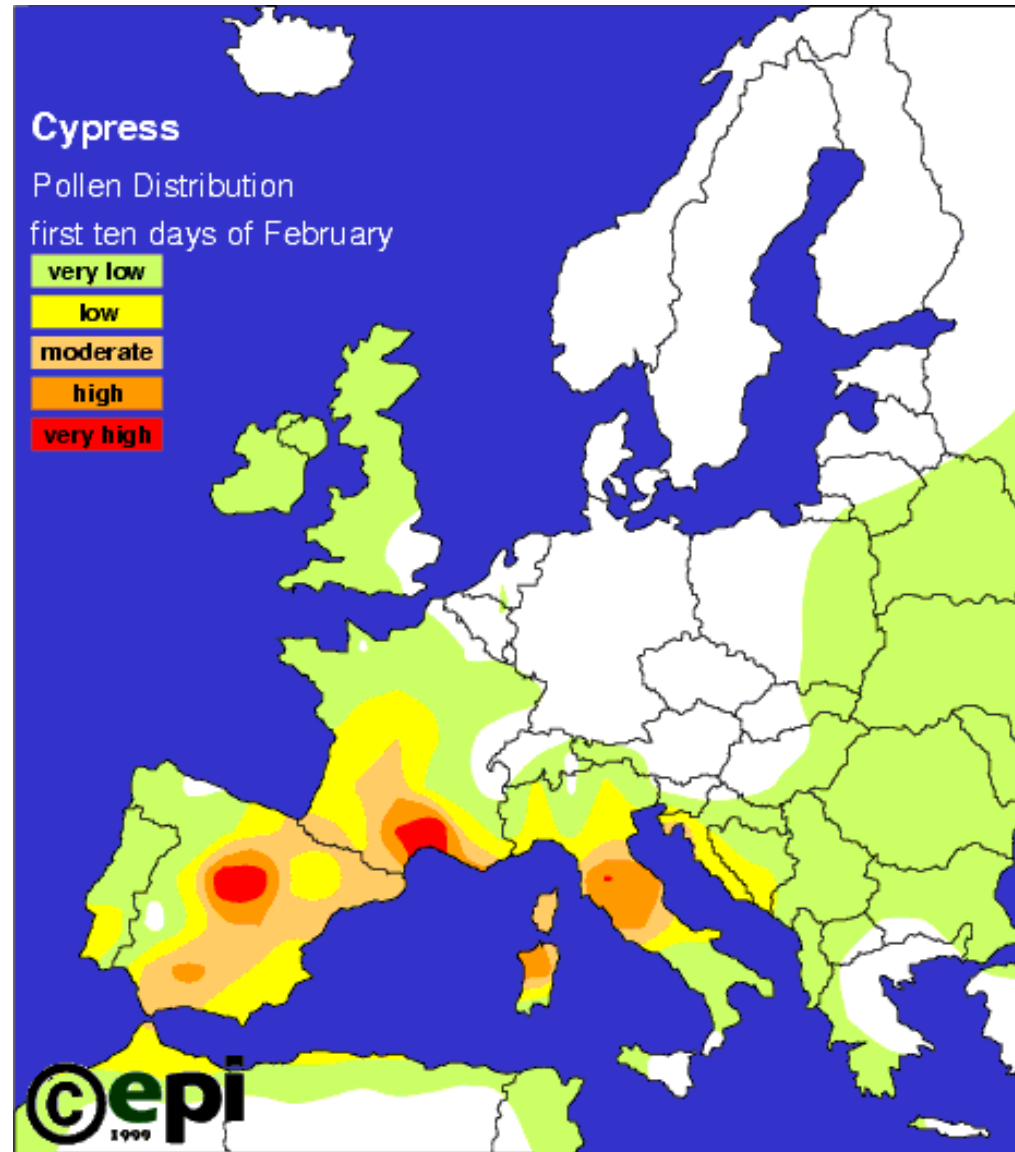 Cypress
Pollen Distribution
first ten days of February
very low
low
moderate
high
very high
©epi
1999